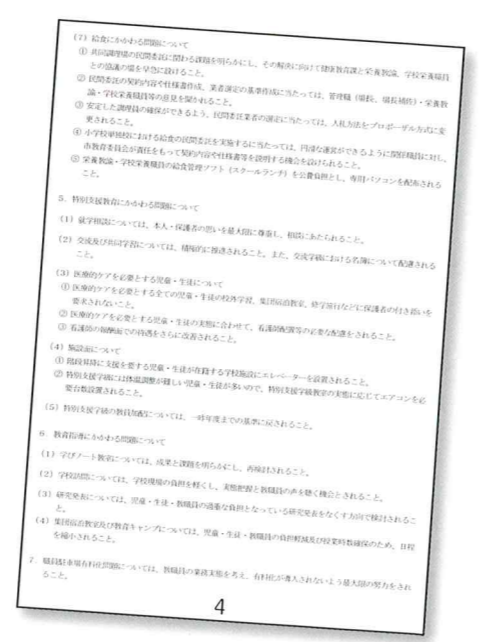 (7) 給食にかかわる問題について
① 共同調理場の民間委託に関わる課題を明らかにし、その解決に向けて健康教育課と栄養教諭、学校栄養職員
との協議の場を早急に設けること。
② 民間委託の契約内容や仕様書作成、業者選定の基準作成に当たっては、管理職(場長、場長補佐)・栄養教
諭・学校栄養職員等の意見を聞かれること。
③ 安定した調理員の確保ができるよう、民間委託業者の選定に当たっては、入札方法をプロポーザル方式に変
更されること。
④ 小学校単独校における給食の民間委託を実施するに当たっては、円滑な運営ができるように関係職員に対し、
市教育委員会が責任をもって契約内容や仕様書等を説明する機会を設けられること。
⑤ 栄養教諭・学校栄養職員の給食管理ソフト(スクールランチ)を公費負担とし、専用パソコンを配布される
こと。
5.特別支援教育にかかわる問題について
(1) 就学相談については、本人・保護者の思いを最大限に尊重し、相談にあたられること。
(2) 交流及び共同学習については、積極的に推進されること。また、交流学級における名簿について配慮される
こと。
(3) 医療的ケアを必要とする児童・生徒について
① 医療的ケアを必要とする全ての児童・生徒の校外学習、集団宿泊教室、修学旅行などに保護者の付き添いを
要求されないこと。
② 医療的ケアを必要とする児童・生徒の実態に合わせて、看護師配置等の必要な配慮をされること。
③ 看護師の報酬面での待遇をさらに改善されること。
(4) 施設面について
① 階段昇降に支援を要する児童・生徒が在籍する学校施設にエレベーターを設置されること。
② 特別支援学級には体温調整が難しい児童・生徒が多いので、特別支援学級教室の実態に応じてエアコンを必
要台数設置されること。
(5) 特別支援学級の教員加配については、一昨年度までの基準に戻されること。
6 教育指導にかかわる問題について
(1) 学びノート教室について、成果と課題を明らかにし、再検討されること。
(2) 学校訪問については、学校現場の負担を軽くし、実態把握と教職員の声を聴く機会とされること。
(3) 研究発表については、児童・生徒・教職員の過重な負担となっている研究発表をなくす方向で検討されるこ
と。
(4) 集団宿泊教室及び教育キャンプについては、児童・生徒・教職員の負担軽減及び授業時数確保のため、日程
を縮小されること。
7.職員駐車場有料化問題については、教職員の業務実態を考え、有料化が導入されないよう最大限の努力をされ
ること。
4